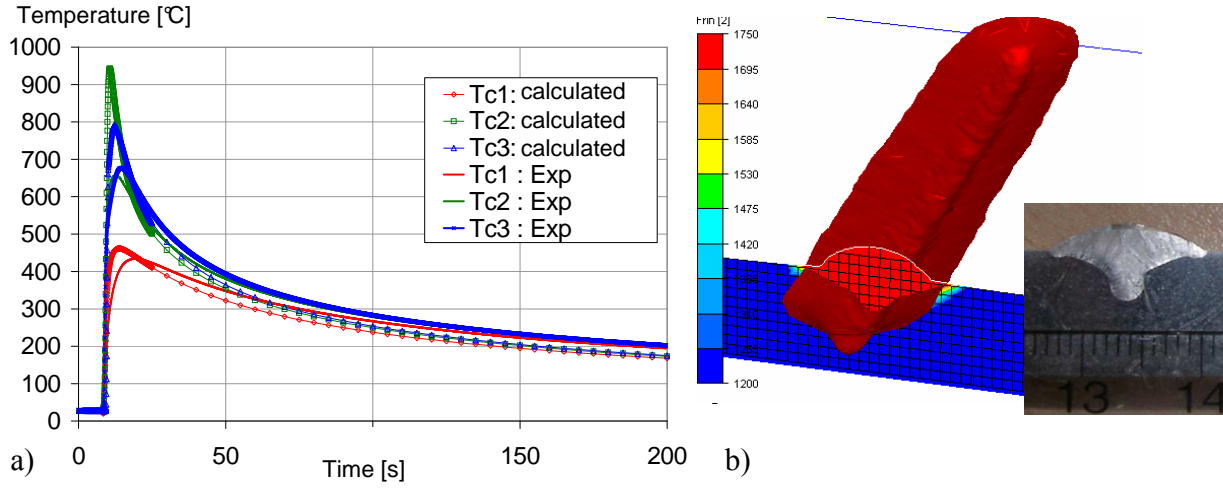 Temperature [℃]
1000
900
800
700
600
500
400
300
200
100
0
Tc1: calculated
Tc2: calculated
Tc3: calculated
Tc1 : Exp
Tc2 : Exp
Tc3 : Exp
0
50
150
200
Time [s]
a)
1750
1695
1640
1585
1530
1475
1420
1200
b)
13
14